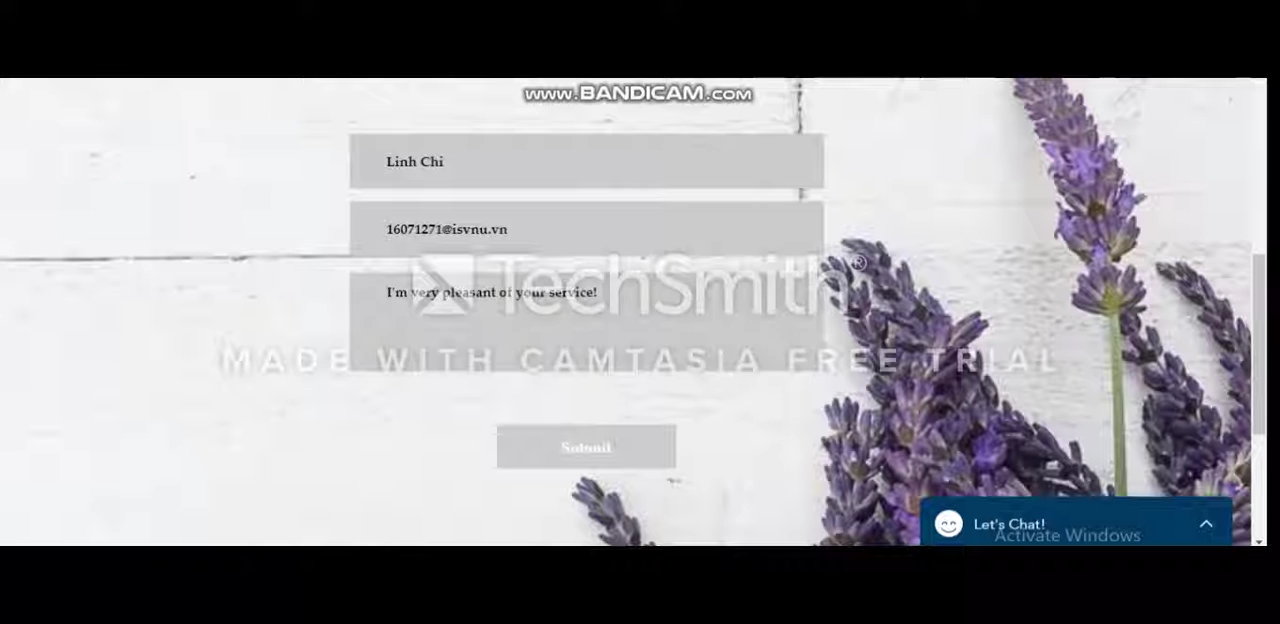 www.BANDICAM.com
Linh Chi
16071271@isvnu.vn
TechSmith®
I'm very pleasant of your service!
MADE WITH CAMTASIA FREE TRIAL
Submit
Let's Chat!
Activate Windows